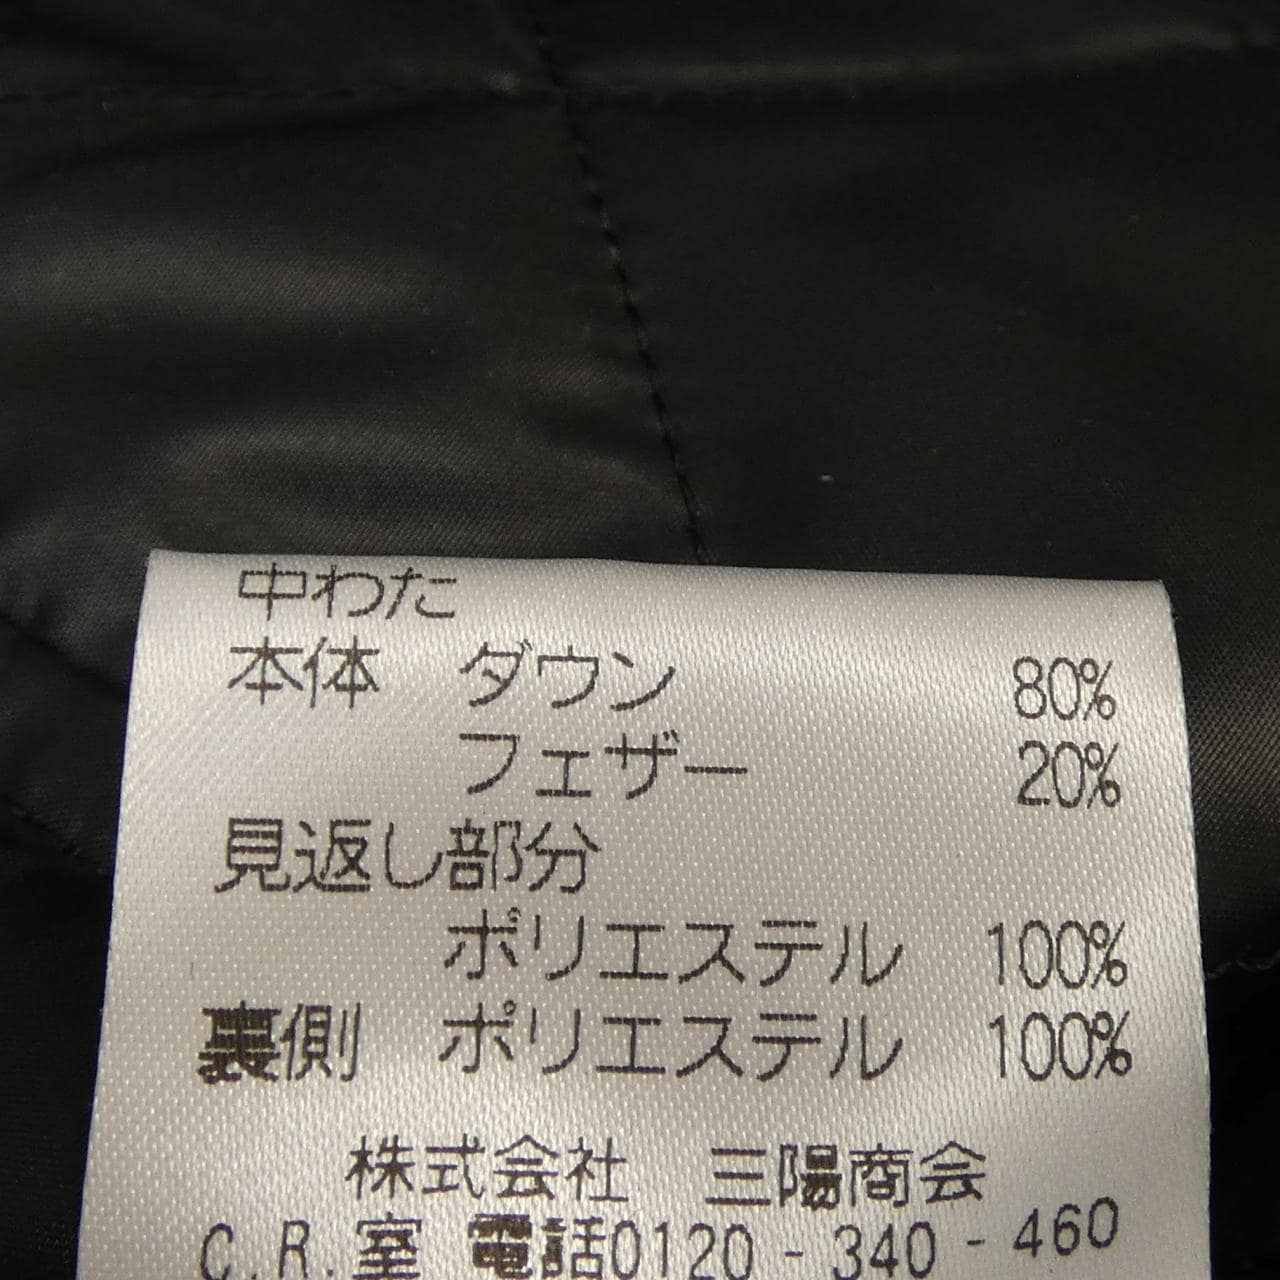 中わた
本体 ダウン 80%
フェザー 20%
見返し部分
ポリエステル 100%
裏側 ポリエステル 100%
株式会社 三陽商会
C.R.室 電話0120-340-460